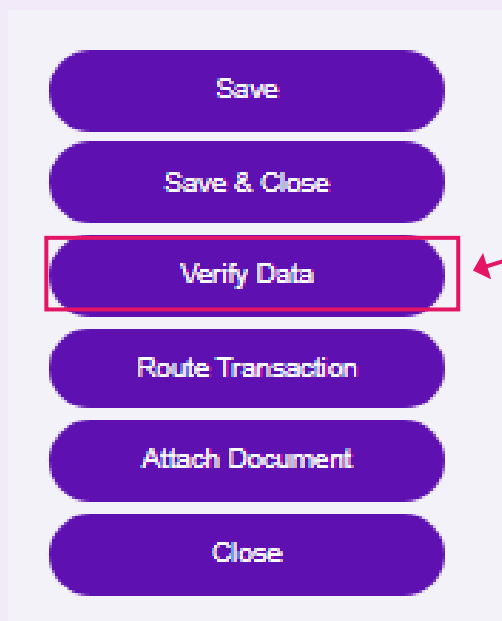 Save
Save & Close
Verify Data
Route Transaction
Attach Document
Close